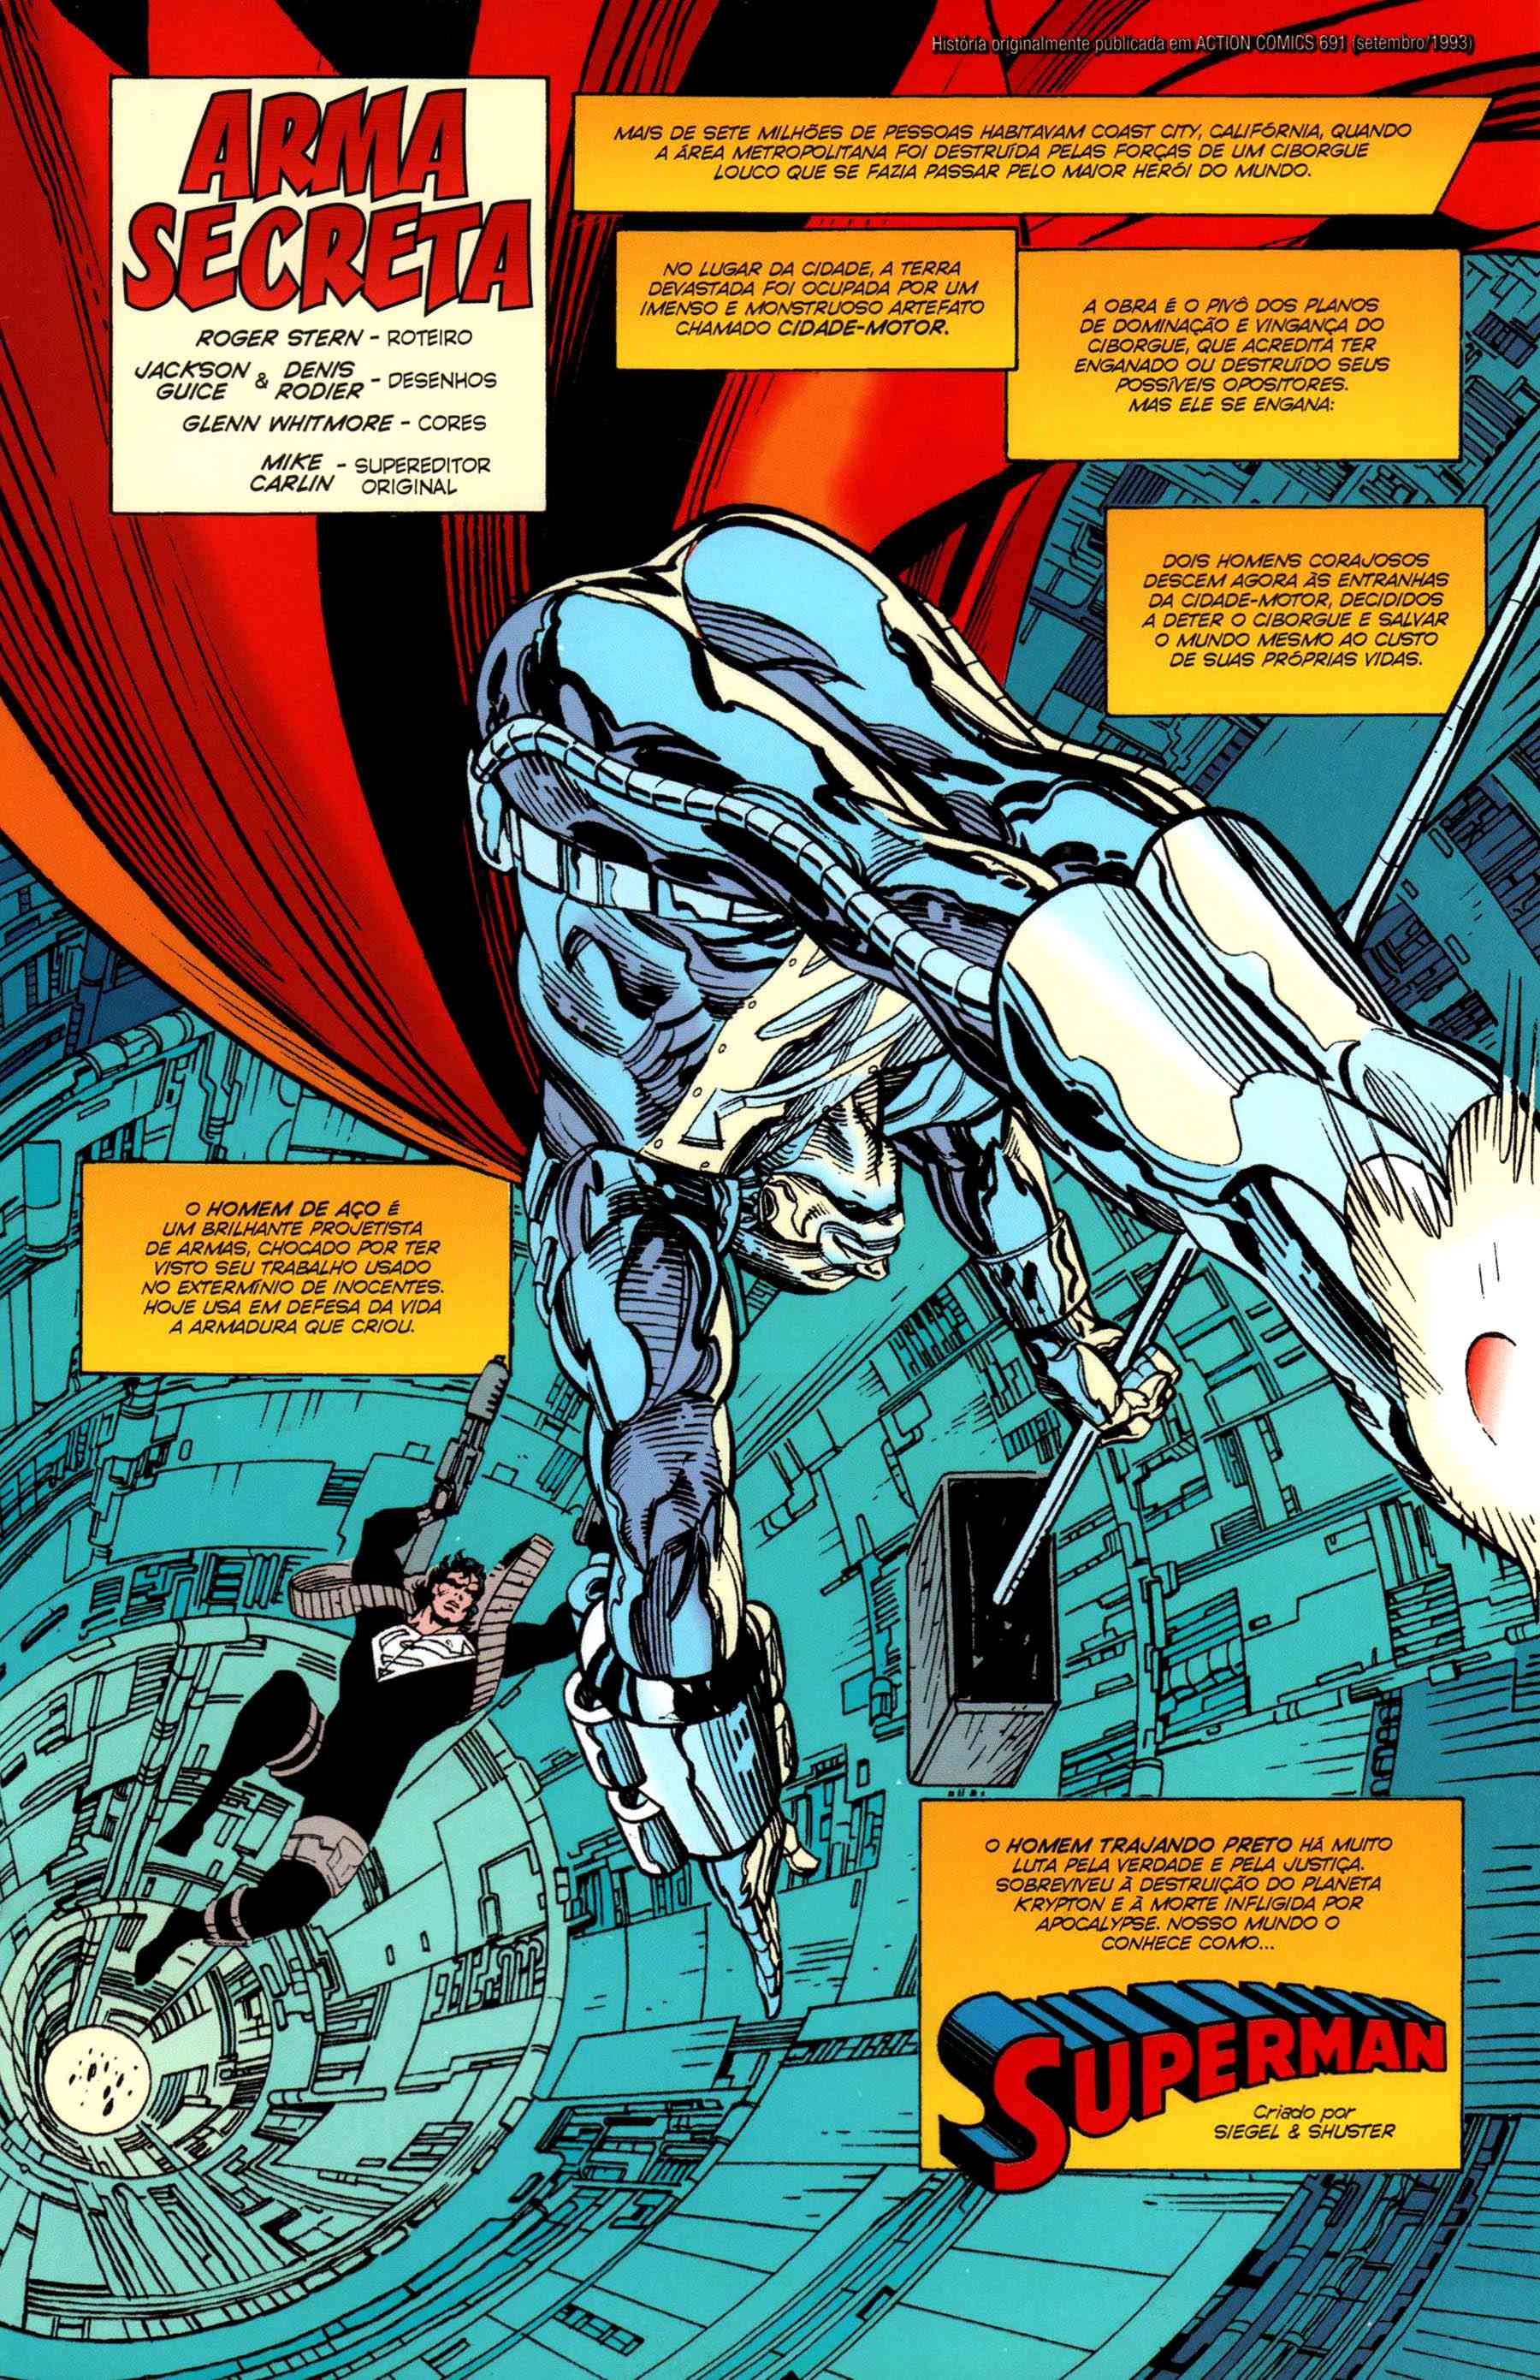 História originalmente publicada em ACTION COMICS 691 (setembro/1993)
ARMA
SECRETA
ROGER STERN - ROTEIRO
JACKSON GUICE & DENIS RODIER - DESENHOS
GLENN WHITMORE - CORES
MIKE CARLIN - SUPEREDITOR ORIGINAL
MAIS DE SETE MILHÕES DE PESSOAS HABITAVAM COAST CITY, CALIFÓRNIA, QUANDO
A ÁREA METROPOLITANA FOI DESTRUÍDA PELAS FORÇAS DE UM CIBORGUE
LOUCO QUE SE FAZIA PASSAR PELO MAIOR HERÓI DO MUNDO.
NO LUGAR DA CIDADE, A TERRA
DEVASTADA FOI OCUPADA POR UM
IMENSO E MONSTRUOSO ARTEFATO
CHAMADO CIDADE-MOTOR.
A OBRA É O PIVÔ DOS PLANOS
DE DOMINAÇÃO E VINGANÇA DO
CIBORGUE, QUE ACREDITA TER
ENGANADO OU DESTRUÍDO SEUS
POSSÍVEIS OPOSITORES.
MAS ELE SE ENGANA:
DOIS HOMENS CORAJOSOS
DESCEM AGORA ÀS ENTRANHAS
DA CIDADE-MOTOR, DECIDIDOS
A DETER O CIBORGUE E SALVAR
O MUNDO MESMO AO CUSTO
DE SUAS PRÓPRIAS VIDAS.
O HOMEM DE AÇO É
UM BRILHANTE PROJETISTA
DE ARMAS, CHOCADO POR TER
VISTO SEU TRABALHO USADO
NO EXTERMÍNIO DE INOCENTES.
HOJE USA EM DEFESA DA VIDA
A ARMADURA QUE CRIOU.
O HOMEM TRAJANDO PRETO HÁ MUITO
LUTA PELA VERDADE E PELA JUSTIÇA.
SOBREVIVEU À DESTRUIÇÃO DO PLANETA
KRYPTON E À MORTE INFLIGIDA POR
APOCALYPSE. NOSSO MUNDO O
CONHECE COMO...
SUPERMAN
Criado por
SIEGEL & SHUSTER